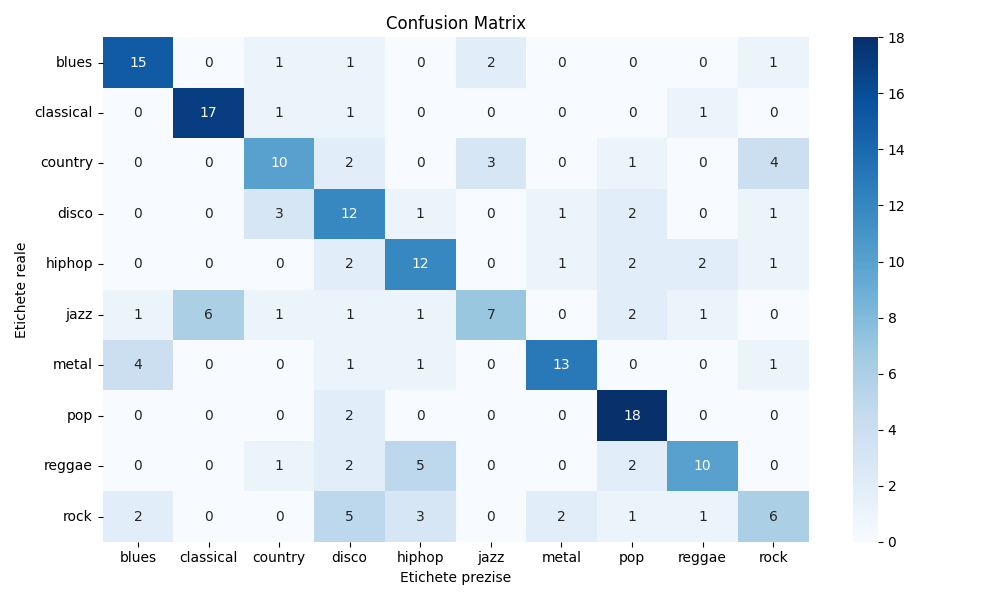 Confusion Matrix
blues 15 0 1 1 0 2 0 0 0 1
classical 0 17 1 1 0 0 0 0 1 0
country 0 0 10 2 0 3 0 1 0 4
disco 0 0 3 12 1 0 1 2 0 1
hiphop 0 0 0 2 12 0 1 2 2 1
jazz 1 6 1 1 1 7 0 2 1 0
metal 4 0 0 1 1 0 13 0 0 1
pop 0 0 0 2 0 0 0 18 0 0
reggae 0 0 1 2 5 0 0 2 10 0
rock 2 0 0 5 3 0 2 1 1 6
blues classical country disco hiphop jazz metal pop reggae rock
Etichete prezise
Etichete reale
18
16
14
12
10
8
6
4
2
0